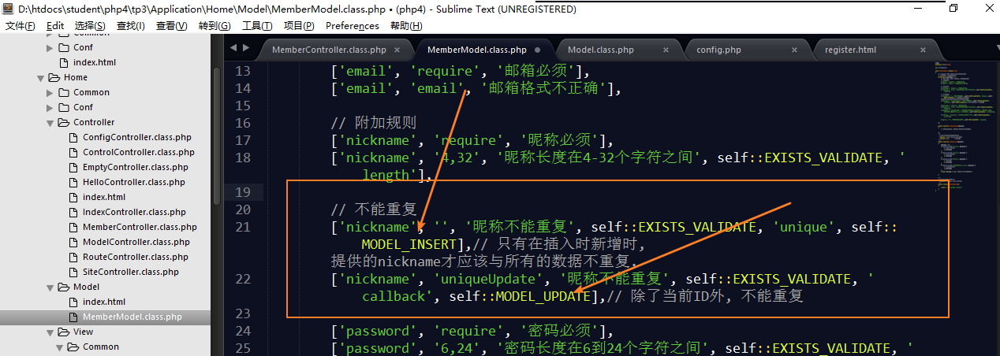 D:\htdocs\student\php4\tp3\Application\Home\Model\MemberModel.class.php • (php4) - Sublime Text (UNREGISTERED)
文件(F) Edit 选择(S) 查找(I) 查看(V) 转到(G) 工具(T) 项目(P) Preferences 帮助(H)
Common
Conf
index.html
Home
Common
Conf
Controller
ConfigController.class.php
ControlController.class.php
EmptyController.class.php
HelloController.class.php
index.html
IndexController.class.php
MemberController.class.php
ModelController.class.php
RouteController.class.php
SiteController.class.php
Model
index.html
MemberModel.class.php
View
Common
MemberController.class.php × MemberModel.class.php • Model.class.php × config.php × register.html ×
13 ['email', 'require', '邮箱必须'],
14 ['email', 'email', '邮箱格式不正确'],
15
16 // 附加规则
17 ['nickname', 'require', '昵称必须'],
18 ['nickname', '4,32', '昵称长度在4-32个字符之间', self::EXISTS_VALIDATE, '
length'],
19
20 // 不能重复
21 ['nickname', '', '昵称不能重复', self::EXISTS_VALIDATE, 'unique', self::
MODEL_INSERT],// 只有在插入时新增时,
提供的nickname才应该与所有的数据不重复.
22 ['nickname', 'uniqueUpdate', '昵称不能重复', self::EXISTS_VALIDATE, '
callback', self::MODEL_UPDATE],// 除了当前ID外, 不能重复
23
24 ['password', 'require', '密码必须'],
25 ['password', '6,24', '密码长度在6到24个字符之间', self::EXISTS_VALIDATE, '